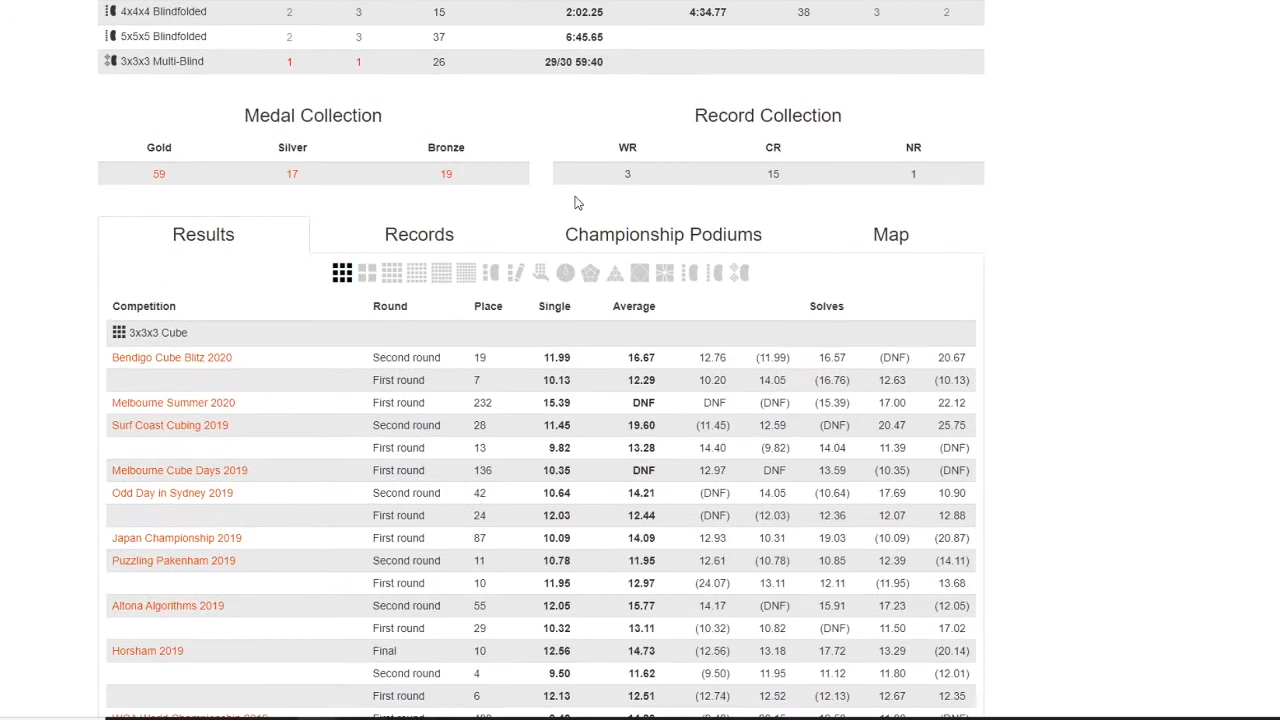 4x4x4 Blindfolded 2 3 15 2:02.25 4:34.77 38 3 2
5x5x5 Blindfolded 2 3 37 6:45.65
3x3x3 Multi-Blind 1 1 26 29/30 59:40
Medal Collection Record Collection
Gold Silver Bronze WR CR NR
59 17 19 3 15 1
Results Records Championship Podiums Map
Competition Round Place Single Average Solves
3x3x3 Cube
Bendigo Cube Blitz 2020 Second round 19 11.99 16.67 12.76 (11.99) 16.57 (DNF) 20.67
First round 7 10.13 12.29 10.20 14.05 (16.76) 12.63 (10.13)
Melbourne Summer 2020 First round 232 15.39 DNF DNF (DNF) (15.39) 17.00 22.12
Surf Coast Cubing 2019 Second round 28 11.45 19.60 (11.45) 12.59 (DNF) 20.47 25.75
First round 13 9.82 13.28 14.40 (9.82) 14.04 11.39 (DNF)
Melbourne Cube Days 2019 First round 136 10.35 DNF 12.97 DNF 13.59 (10.35) (DNF)
Odd Day in Sydney 2019 Second round 42 10.64 14.21 (DNF) 14.05 (10.64) 17.69 10.90
First round 24 12.03 12.44 (DNF) (12.03) 12.36 12.07 12.88
Japan Championship 2019 First round 87 10.09 14.09 12.93 10.31 19.03 (10.09) (20.87)
Puzzling Pakenham 2019 Second round 11 10.78 11.95 12.61 (10.78) 10.85 12.39 (14.11)
First round 10 11.95 12.97 (24.07) 13.11 12.11 (11.95) 13.68
Altona Algorithms 2019 Second round 55 12.05 15.77 14.17 (DNF) 15.91 17.23 (12.05)
First round 29 10.32 13.11 (10.32) 10.82 (DNF) 11.50 17.02
Horsham 2019 Final 10 12.56 14.73 (12.56) 13.18 17.72 13.29 (20.14)
Second round 4 9.50 11.62 (9.50) 11.95 11.12 11.80 (12.01)
First round 6 12.13 12.51 (12.74) 12.52 (12.13) 12.67 12.35
WCA World Championship 2019 First round